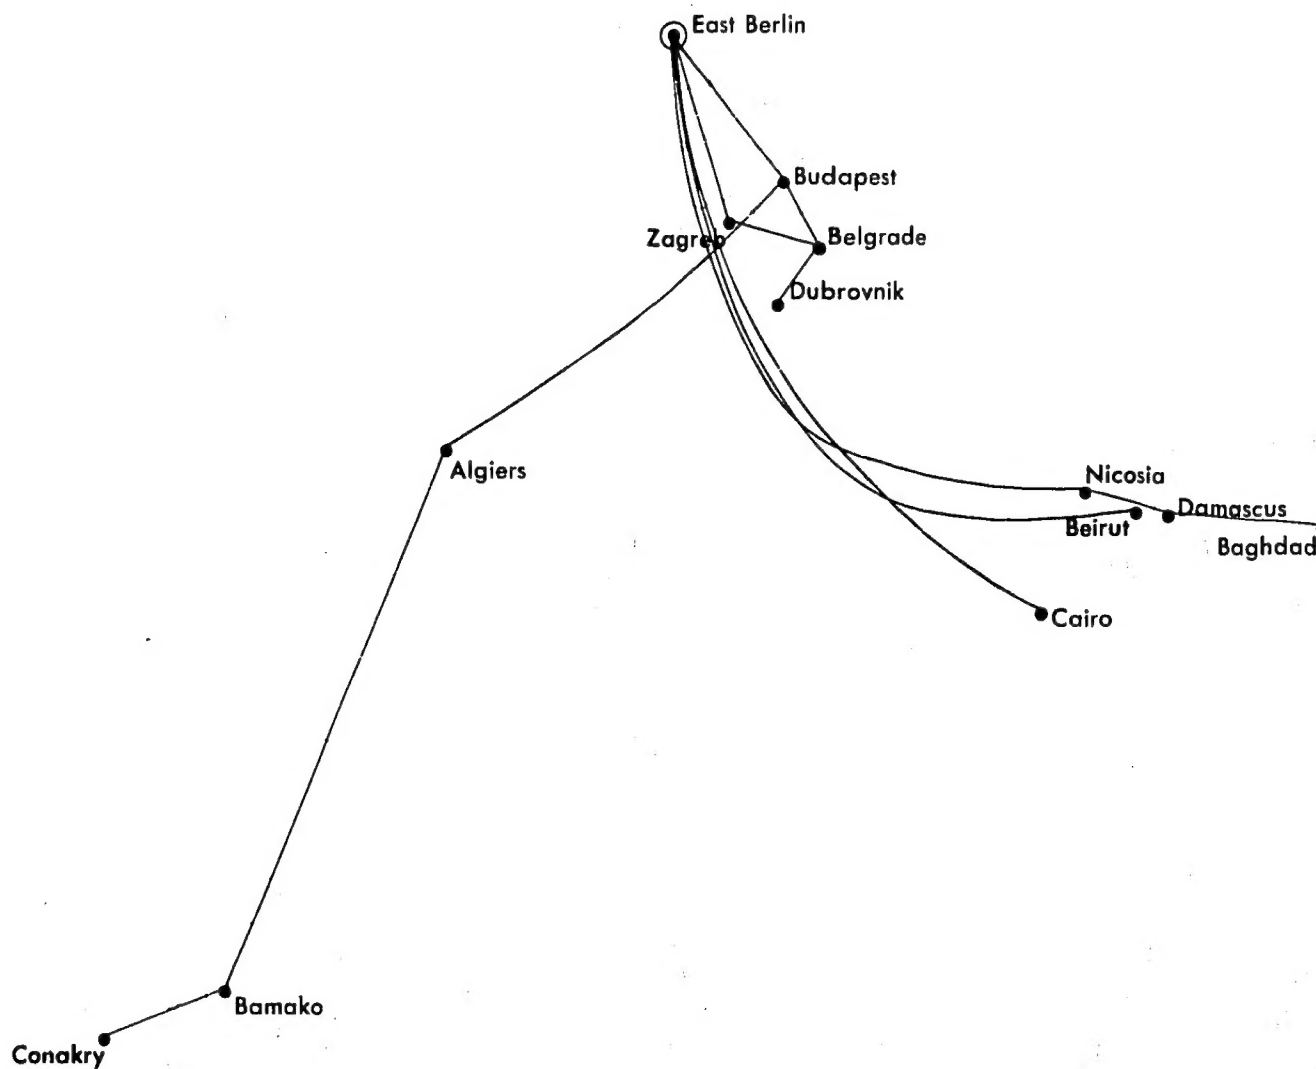 East Berlin
Budapest
Zagreb
Belgrade
Dubrovnik
Algiers
Nicosia
Damascus
Beirut
Baghdad
Cairo
Bamako
Conakry